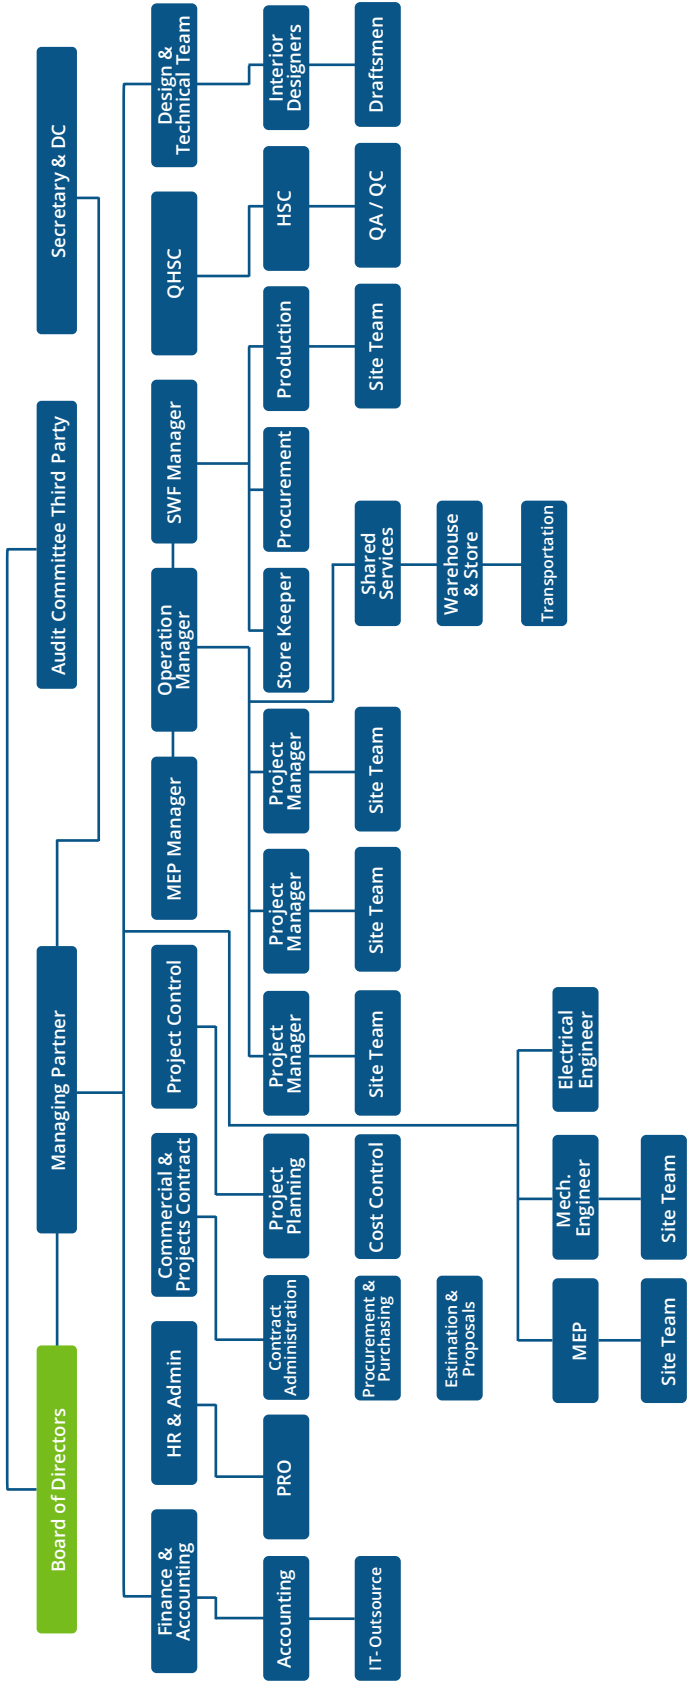 Board of Directors
Managing Partner
Audit Committee Third Party
Secretary & DC
Finance &
Accounting
HR & Admin
Commercial &
Projects Contract
Project Control
MEP Manager
Operation
Manager
SWF Manager
QHSC
Design &
Technical Team
Accounting
PRO
Contract
Administration
Project
Planning
Project
Manager
Project
Manager
Project
Manager
Store Keeper
Procurement
Production
HSC
Interior
Designers
IT-Outsource
Procurement &
Purchasing
Cost Control
Site Team
Site Team
Site Team
Shared
Services
Site Team
QA / QC
Draftsmen
Estimation &
Proposals
Warehouse
& Store
Transportation
MEP
Mech.
Engineer
Electrical
Engineer
Site Team
Site Team